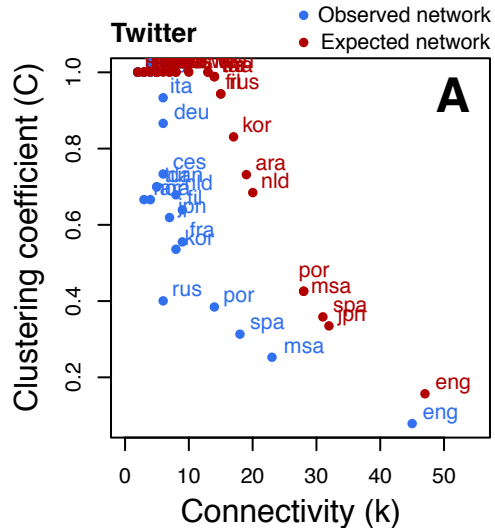 Observed network
Twitter
Expected network
A
1.0
ita
fil
rus
deu
kor
0.8
ces
ara
nld
nld
fil
jpn
0.6
fra
kor
por
msa
rus
por
0.4
spa
jpn
spa
msa
0.2
eng
eng
0
10
20
30
40
50
Connectivity (k)
Clustering coefficient (C)